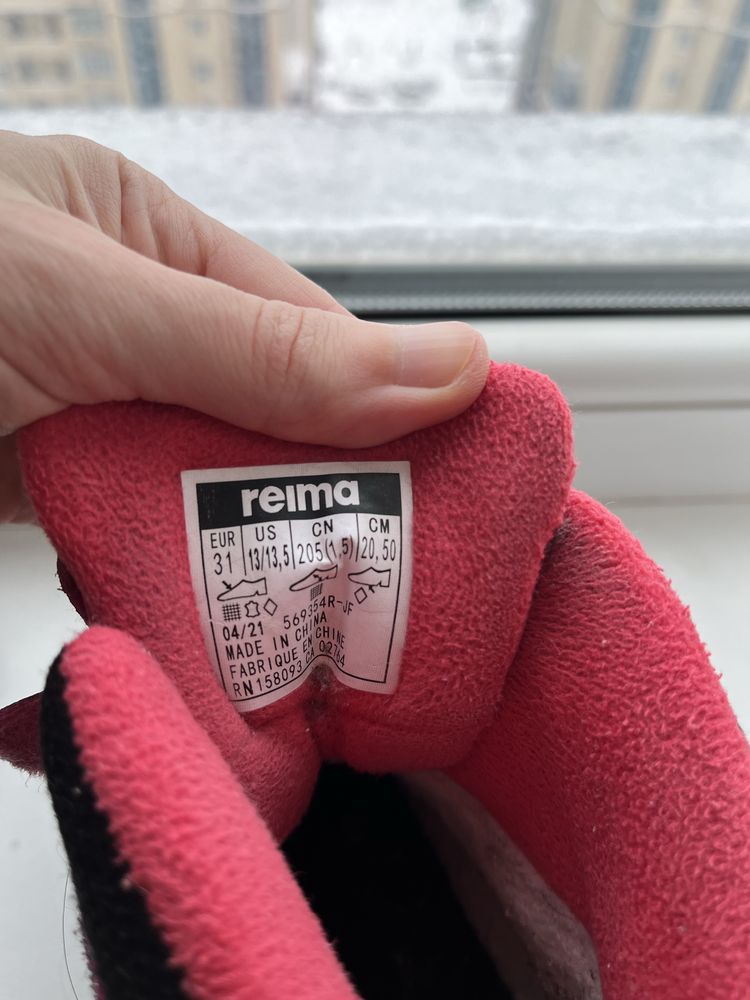 reima
EUR US CN CM
31 13/13,5 205(1,5) 20,50
569354R-JF
04/21
MADE IN CHINA
FABRIQUE EN CHINE
RN158093 CA 02764